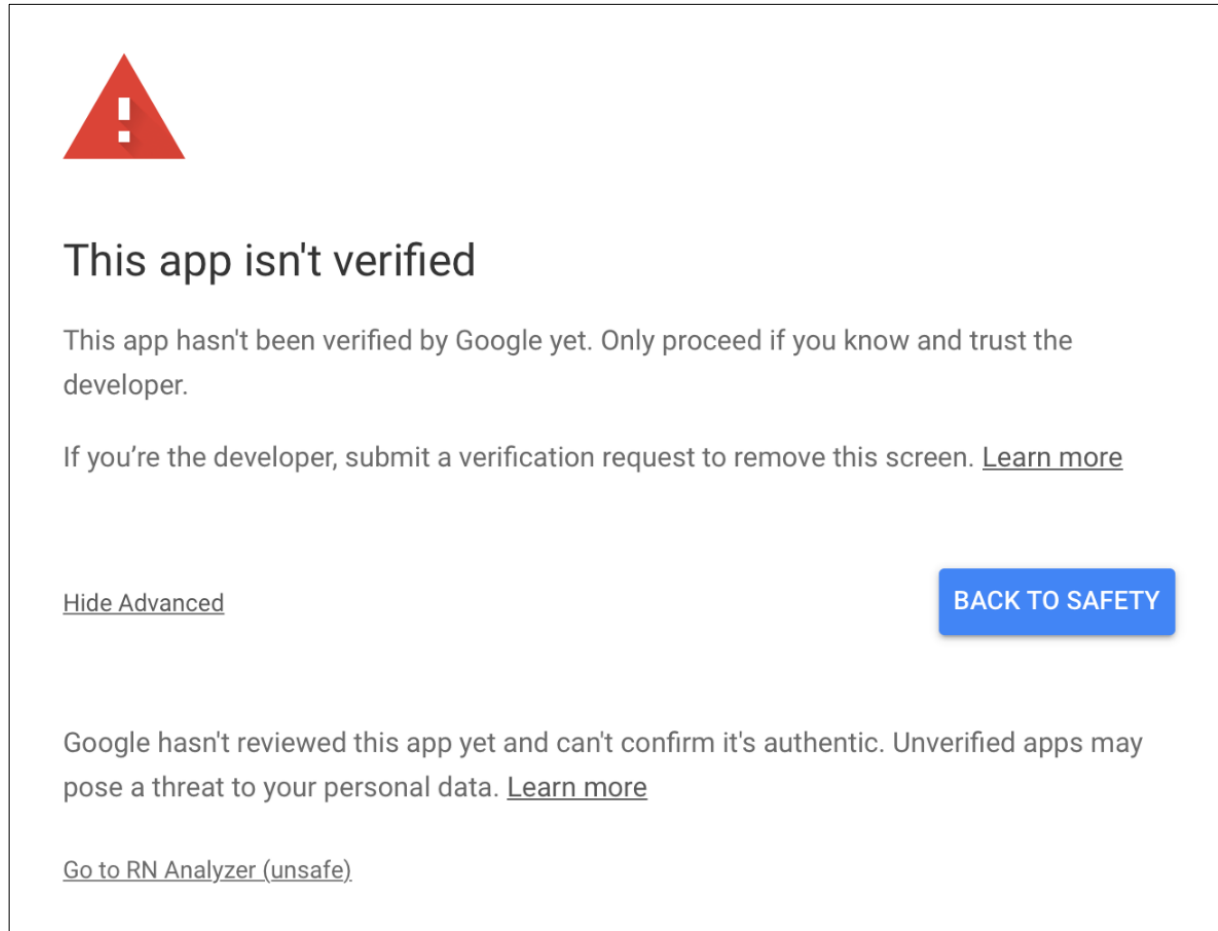 This app isn't verified
This app hasn't been verified by Google yet. Only proceed if you know and trust the
developer.
If you’re the developer, submit a verification request to remove this screen. Learn more
Hide Advanced
BACK TO SAFETY
Google hasn't reviewed this app yet and can't confirm it's authentic. Unverified apps may
pose a threat to your personal data. Learn more
Go to RN Analyzer (unsafe)